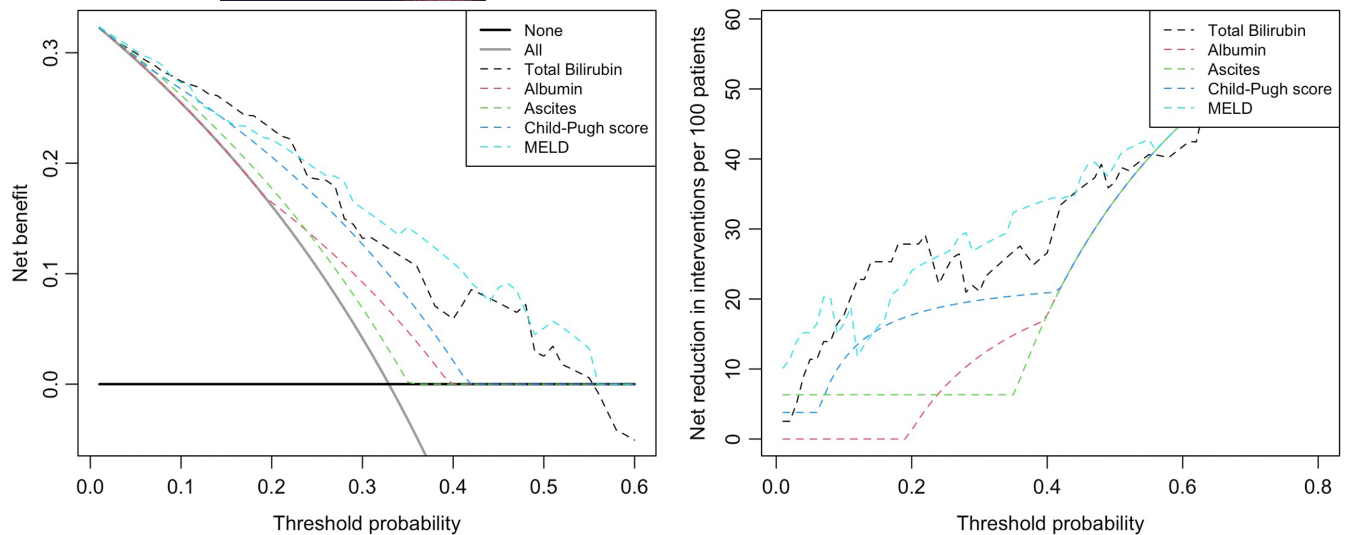 None
All
Total Bilirubin
Albumin
Ascites
Child-Pugh score
MELD
Net benefit
0.3
0.2
0.1
0.0
0.0 0.1 0.2 0.3 0.4 0.5 0.6
Threshold probability
Total Bilirubin
Albumin
Ascites
Child-Pugh score
MELD
Net reduction in interventions per 100 patients
60
50
40
30
20
10
0
0.0 0.2 0.4 0.6 0.8
Threshold probability